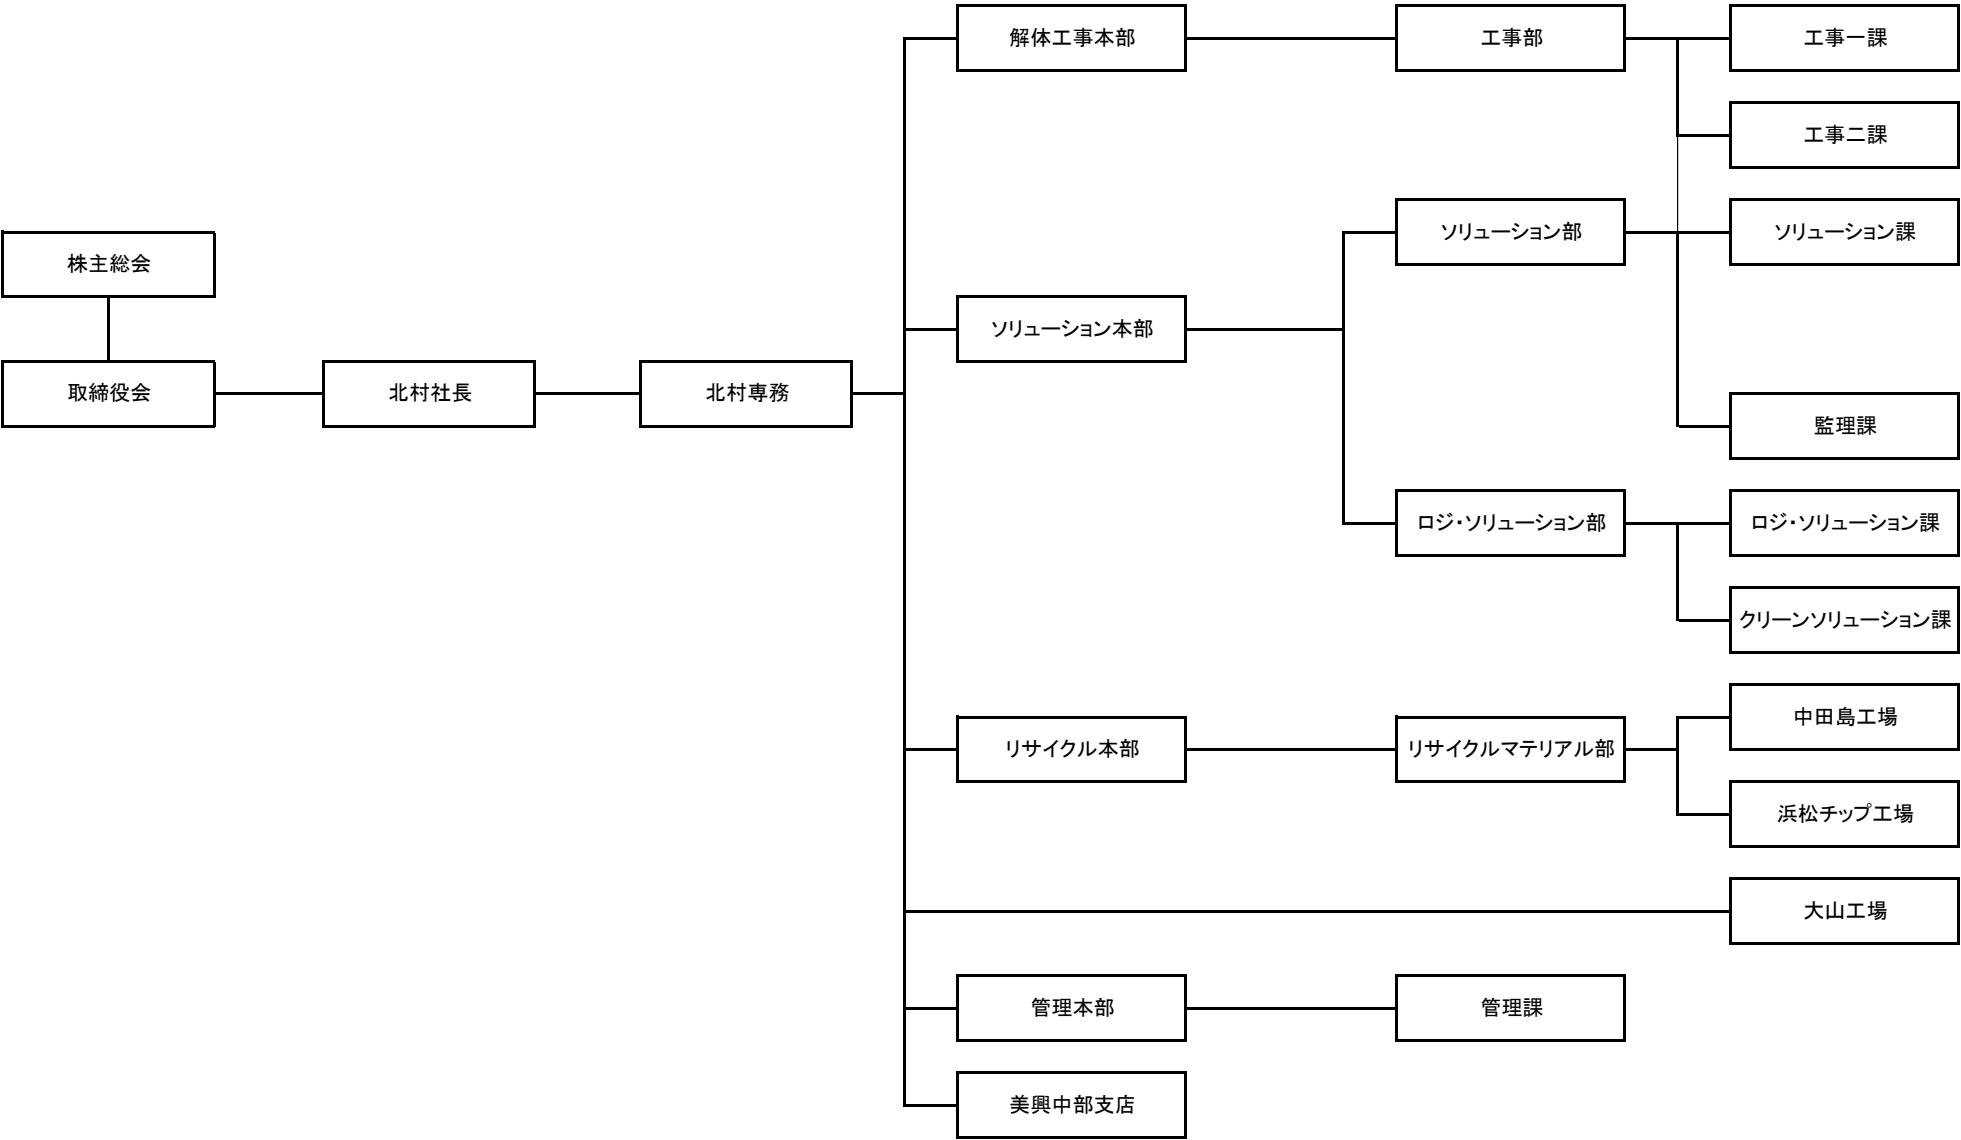 解体工事本部
工事部
工事一課
工事二課
ソリューション部
ソリューション課
株主総会
ソリューション本部
取締役会
北村社長
北村専務
監理課
ロジ・ソリューション部
ロジ・ソリューション課
クリーンソリューション課
中田島工場
リサイクル本部
リサイクルマテリアル部
浜松チップ工場
大山工場
管理本部
管理課
美興中部支店